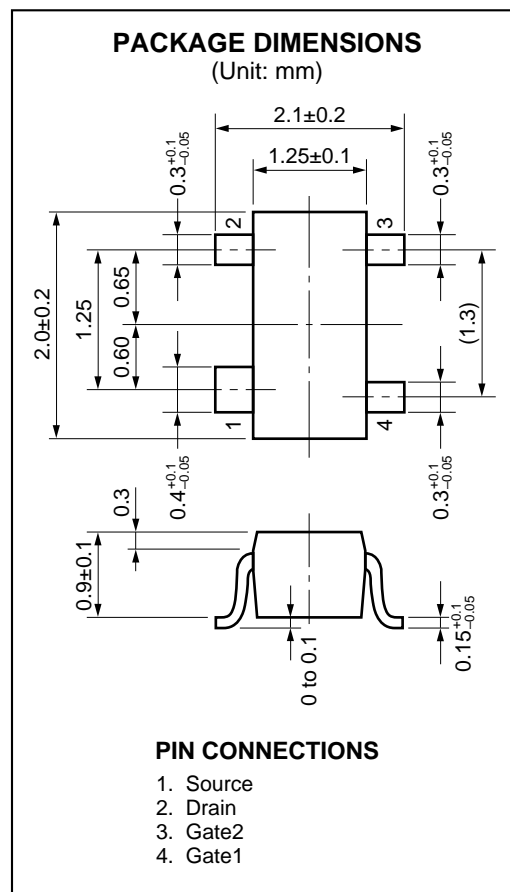 PACKAGE DIMENSIONS
(Unit: mm)
2.1±0.2
1.25±0.1
0.3+0.1−0.05
0.3+0.1−0.05
2
3
2.0±0.2
1.25
0.65
0.60
(1.3)
1
4
0.4+0.1−0.05
0.3+0.1−0.05
0.9±0.1
0.3
0 to 0.1
0.15+0.1−0.05
PIN CONNECTIONS
1. Source
2. Drain
3. Gate2
4. Gate1